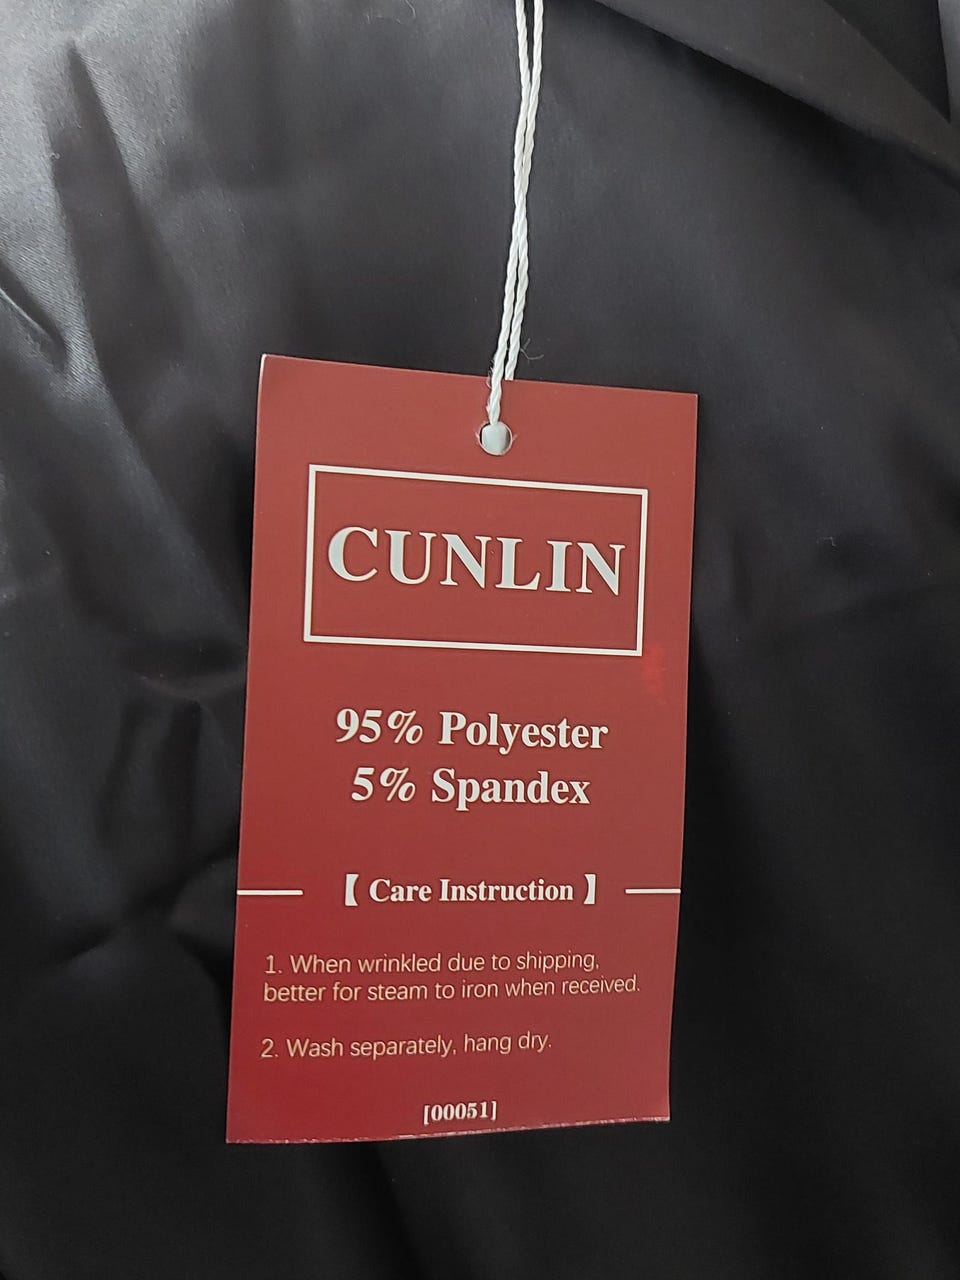 CUNLIN
95% Polyester
5% Spandex
【 Care Instruction 】
1. When wrinkled due to shipping,
better for steam to iron when received.
2. Wash separately, hang dry.
[00051]